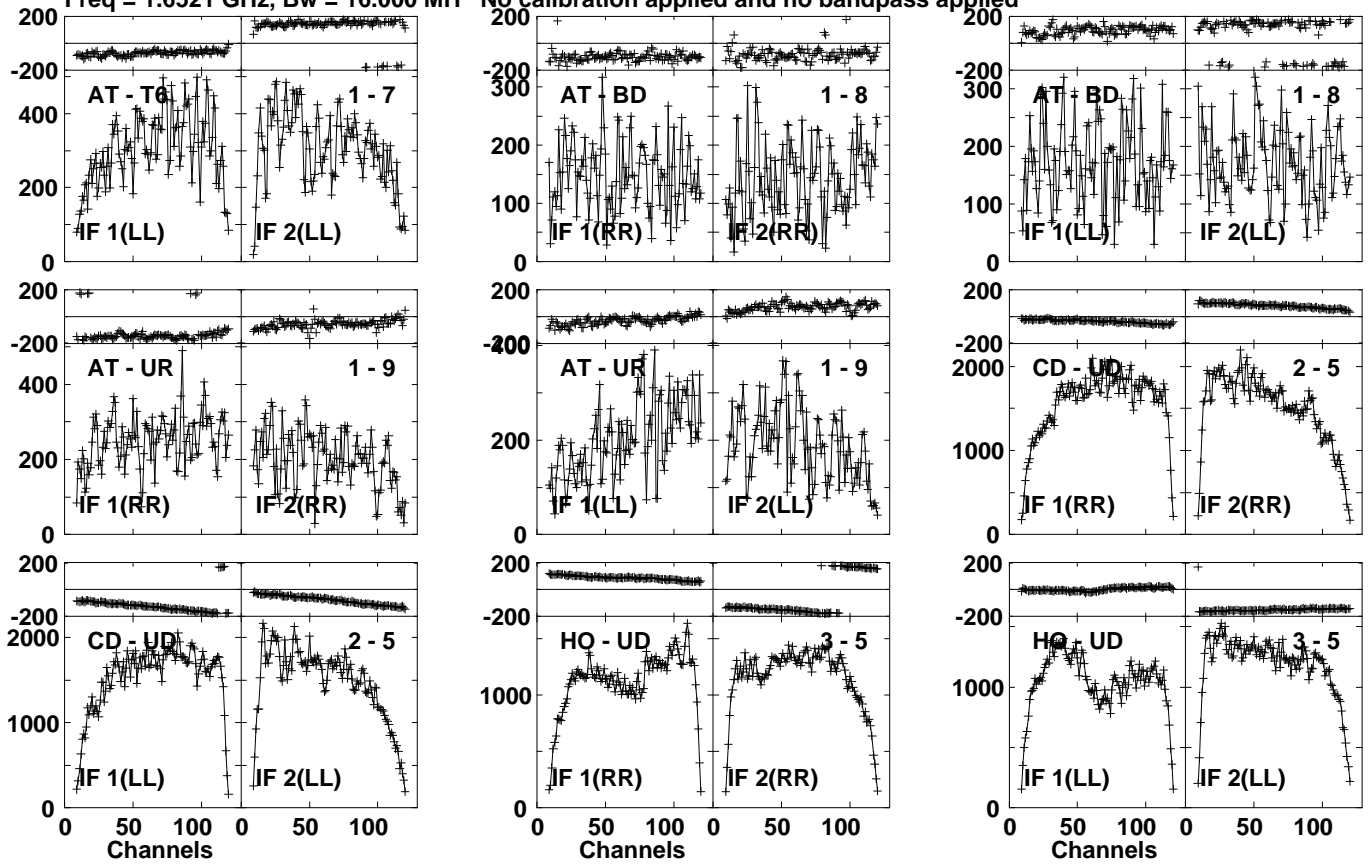 Freq = 1.6521 GHz, Bw = 16.000 MH No calibration applied and no bandpass applied
200 200 200
-200 -200 -200
AT - T6 1 - 7 AT - BD 1 - 8 AT - BD 1 - 8
400 300 300
200 200 200
100 100
IF 1(LL) IF 2(LL) IF 1(RR) IF 2(RR) IF 1(LL) IF 2(LL)
0 0 0
200 200 200
-200 -200 -200
400
AT - UR 1 - 9 AT - UR 1 - 9 CD - UD 2 - 5
400 2000
200 200 1000
IF 1(RR) IF 2(RR) IF 1(LL) IF 2(LL) IF 1(RR) IF 2(RR)
0 0 0
200 200 200
-200 -200 -200
CD - UD 2 - 5 HO - UD 3 - 5 HO - UD 3 - 5
2000
1000 1000 1000
IF 1(LL) IF 2(LL) IF 1(RR) IF 2(RR) IF 1(LL) IF 2(LL)
0 0 0
0 50 100 0 50 100 0 50 100 0 50 100 0 50 100 0 50 100
Channels Channels Channels